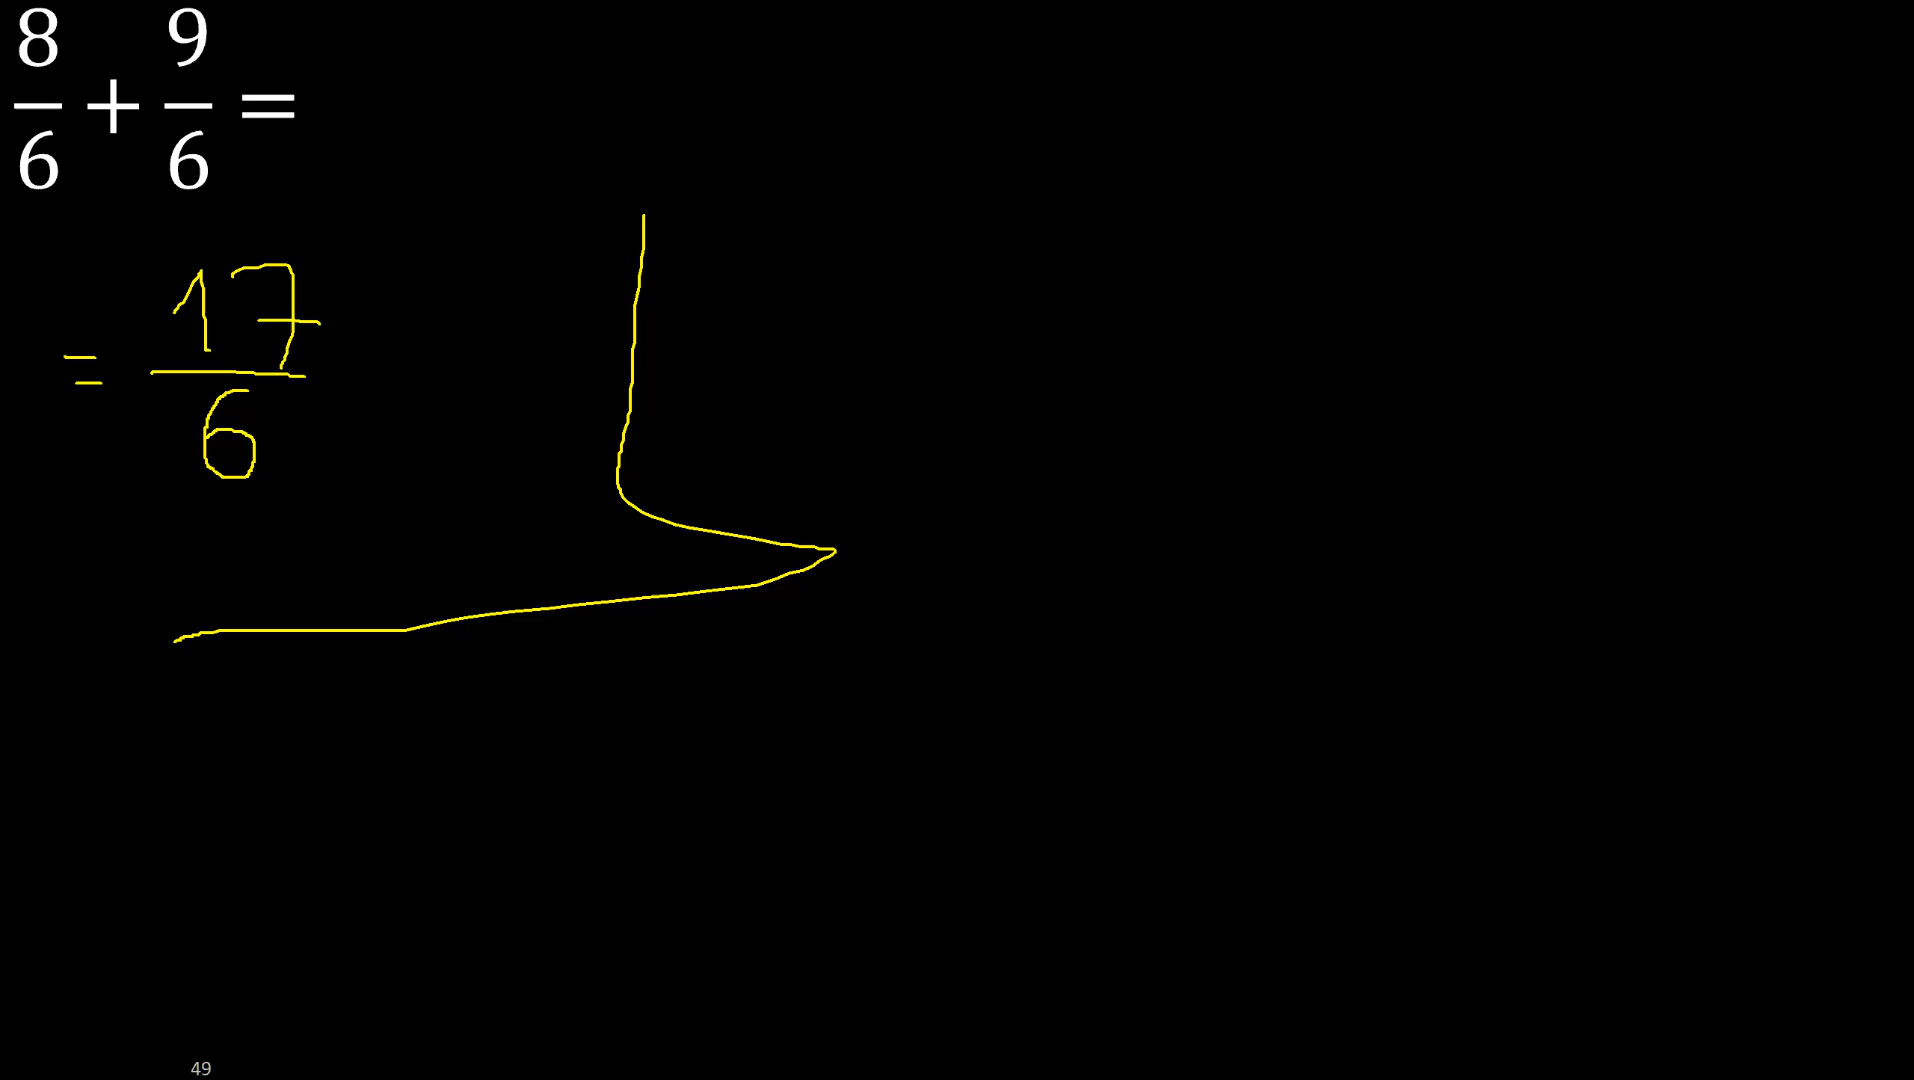 8/6 + 9/6 =
= 17/6
49